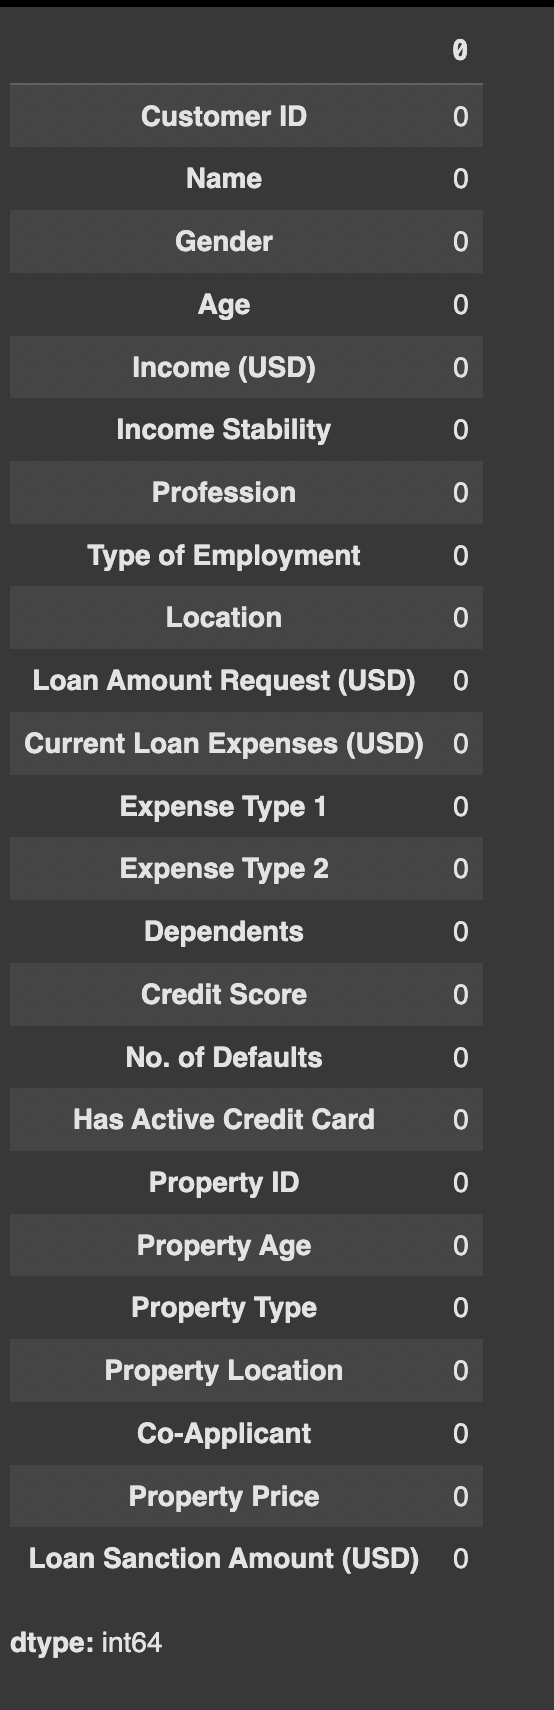 0
Customer ID 0
Name 0
Gender 0
Age 0
Income (USD) 0
Income Stability 0
Profession 0
Type of Employment 0
Location 0
Loan Amount Request (USD) 0
Current Loan Expenses (USD) 0
Expense Type 1 0
Expense Type 2 0
Dependents 0
Credit Score 0
No. of Defaults 0
Has Active Credit Card 0
Property ID 0
Property Age 0
Property Type 0
Property Location 0
Co-Applicant 0
Property Price 0
Loan Sanction Amount (USD) 0
dtype: int64